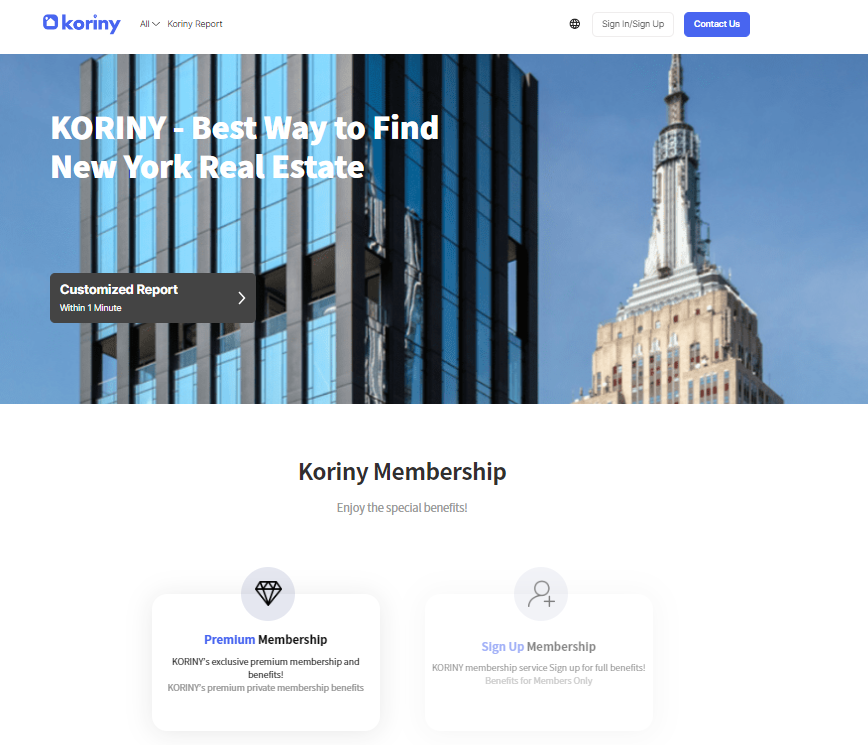 koriny
All
Koriny Report
Sign In/Sign Up
Contact Us
KORINY - Best Way to Find
New York Real Estate
Customized Report
Within 1 Minute
Koriny Membership
Enjoy the special benefits!
Premium Membership
KORINY's exclusive premium membership and
benefits!
KORINY's premium private membership benefits
Sign Up Membership
KORINY membership service Sign up for full benefits!
Benefits for Members Only